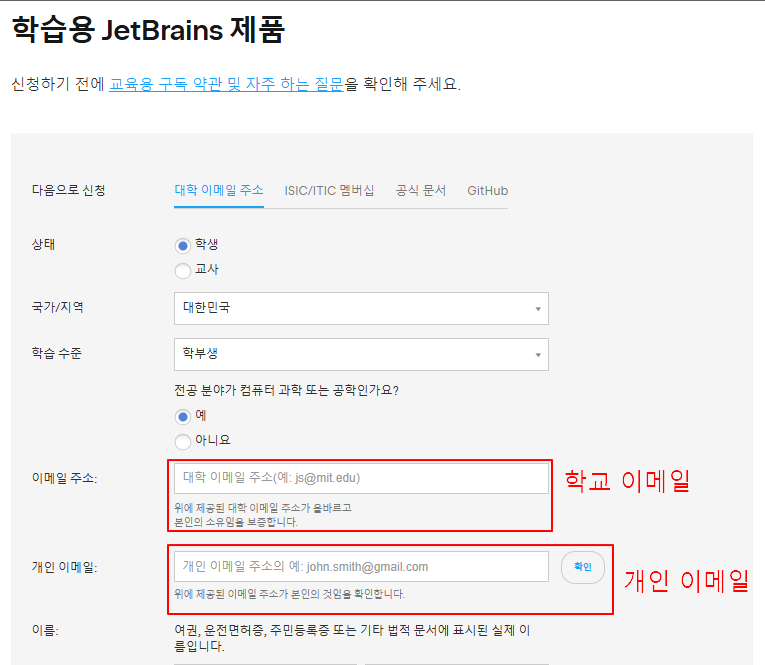 학습용 JetBrains 제품
신청하기 전에 교육용 구독 약관 및 자주 하는 질문을 확인해 주세요.
다음으로 신청 대학 이메일 주소 ISIC/ITIC 멤버십 공식 문서 GitHub
상태 학생
교사
국가/지역 대한민국
학습 수준 학부생
전공 분야가 컴퓨터 과학 또는 공학인가요?
예
아니요
이메일 주소: 대학 이메일 주소(예: js@mit.edu) 학교 이메일
위에 제공된 대학 이메일 주소가 올바르고
본인의 소유임을 보증합니다.
개인 이메일: 개인 이메일 주소의 예: john.smith@gmail.com 확인 개인 이메일
위에 제공된 이메일 주소가 본인의 것임을 확인합니다.
이름: 여권, 운전면허증, 주민등록증 또는 기타 법적 문서에 표시된 실제 이
름입니다.